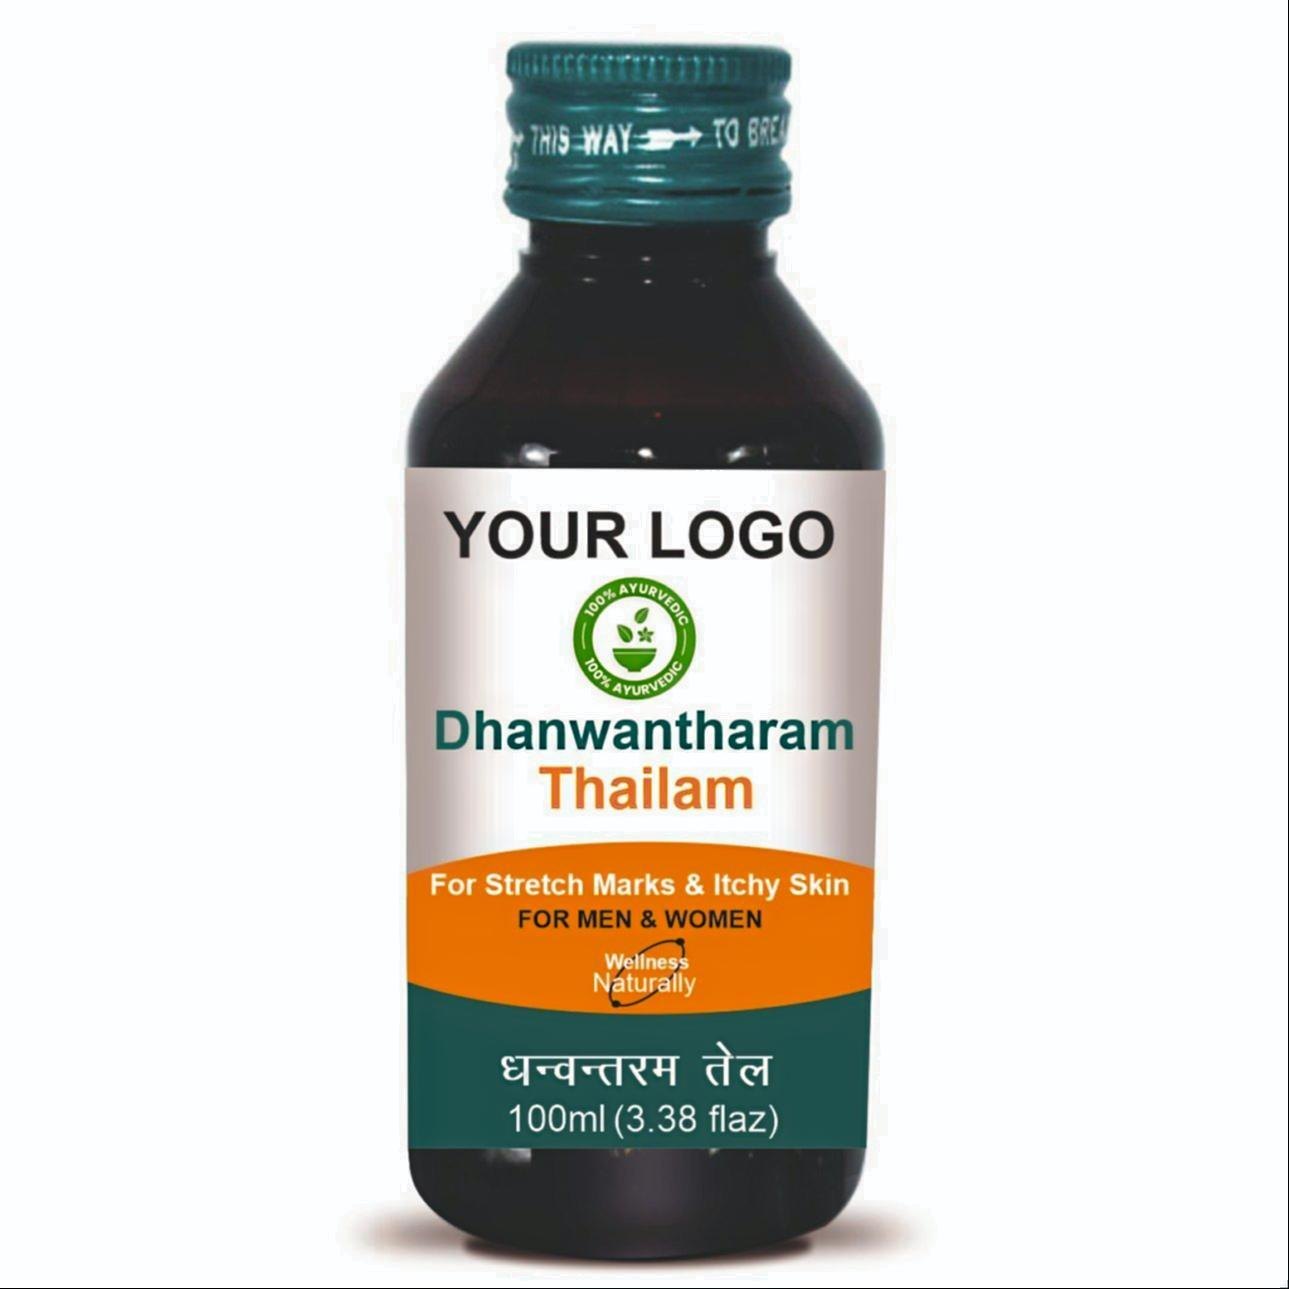 THIS WAY TO BREA
YOUR LOGO
100% AYURVEDIC
100% AYURVEDIC
Dhanwantharam
Thailam
For Stretch Marks & Itchy Skin
FOR MEN & WOMEN
Wellness
Naturally
धन्वन्तरम तेल
100ml (3.38 flaz)